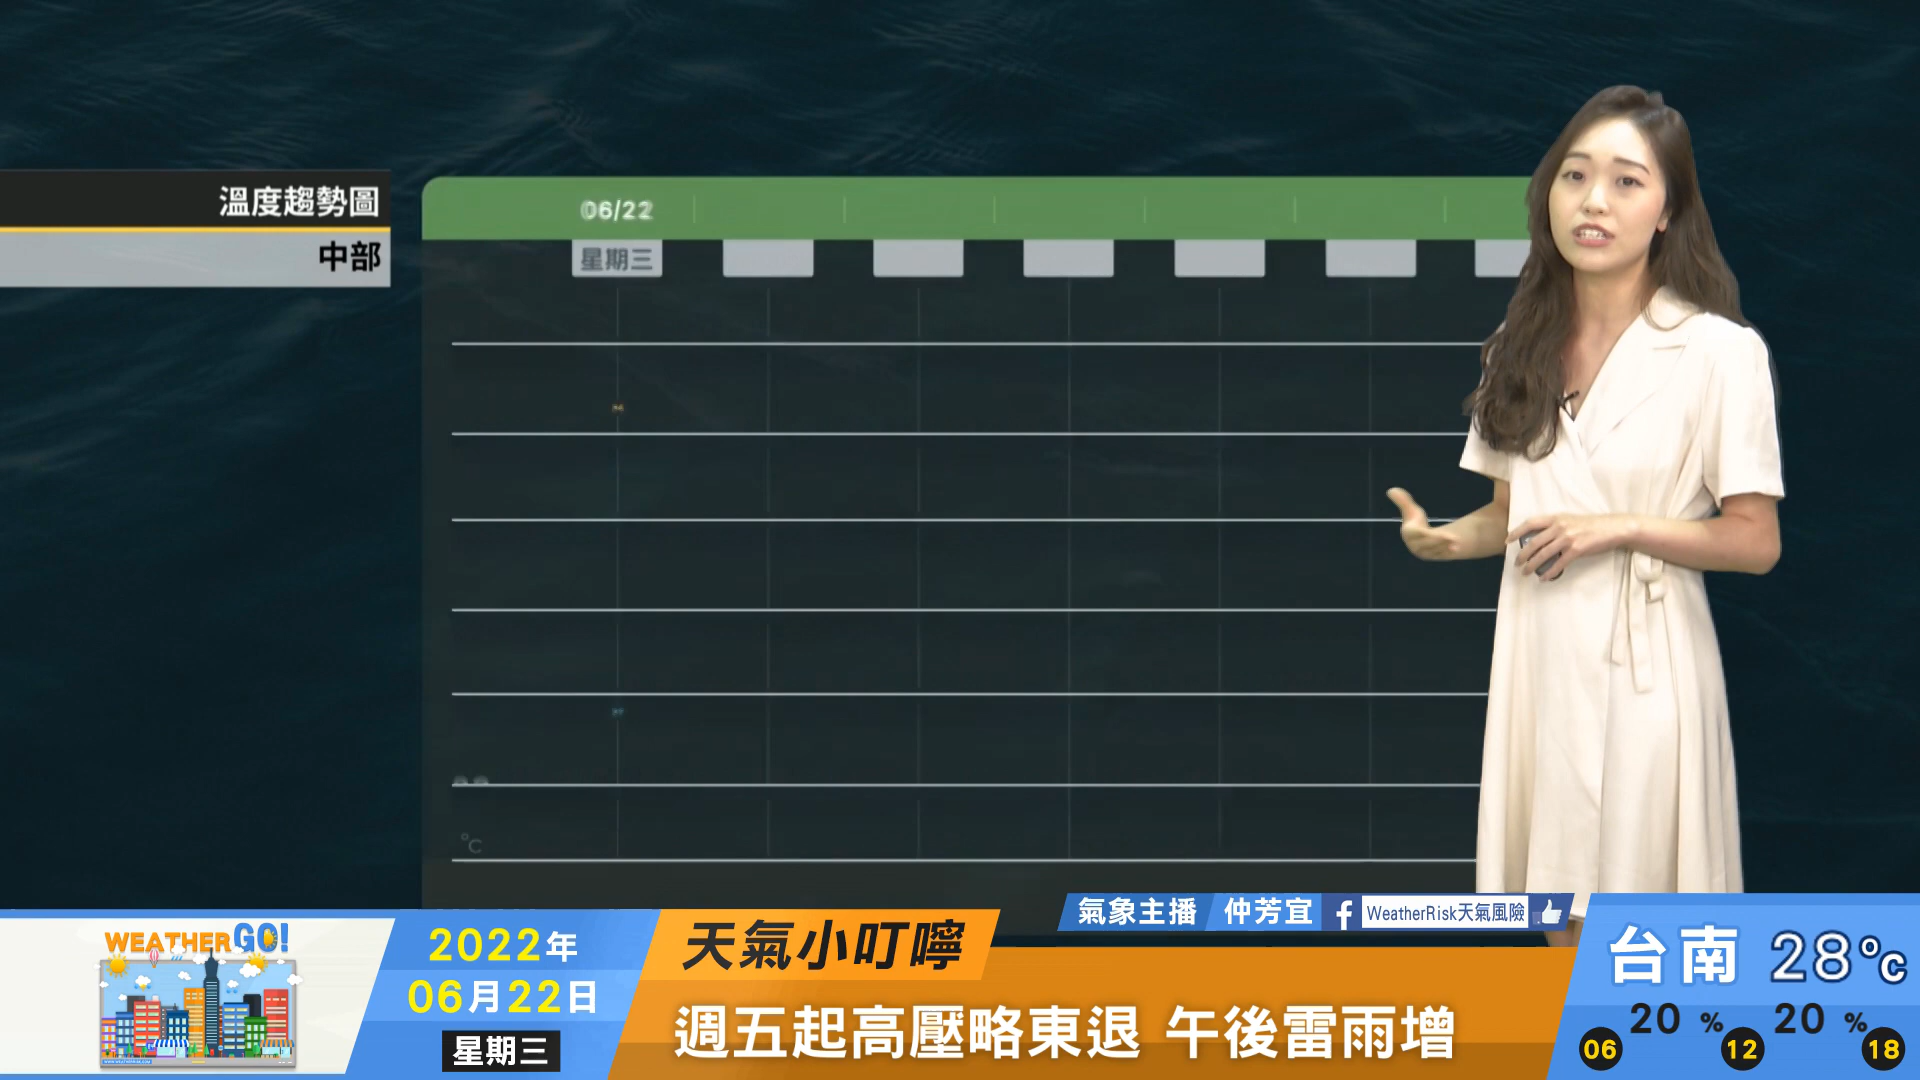 溫度趨勢圖
中部
06/22
星期三
°C
氣象主播 仲芳宜 f WeatherRisk天氣風險
WEATHER GO!
2022年
06月22日
星期三
天氣小叮嚀
週五起高壓略東退 午後雷雨增
台南 28°C
20 % 20 %
06 12 18